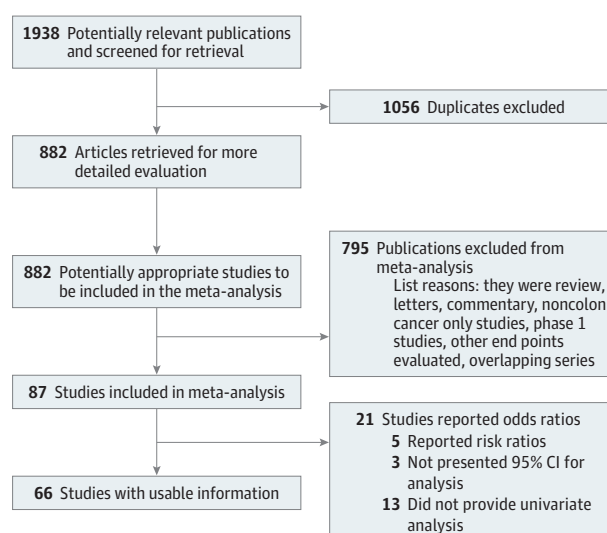 1938 Potentially relevant publications
and screened for retrieval
1056 Duplicates excluded
882 Articles retrieved for more
detailed evaluation
882 Potentially appropriate studies to
be included in the meta-analysis
795 Publications excluded from
meta-analysis
List reasons: they were review,
letters, commentary, noncolon
cancer only studies, phase 1
studies, other end points
evaluated, overlapping series
87 Studies included in meta-analysis
21 Studies reported odds ratios
5 Reported risk ratios
3 Not presented 95% CI for
analysis
13 Did not provide univariate
analysis
66 Studies with usable information